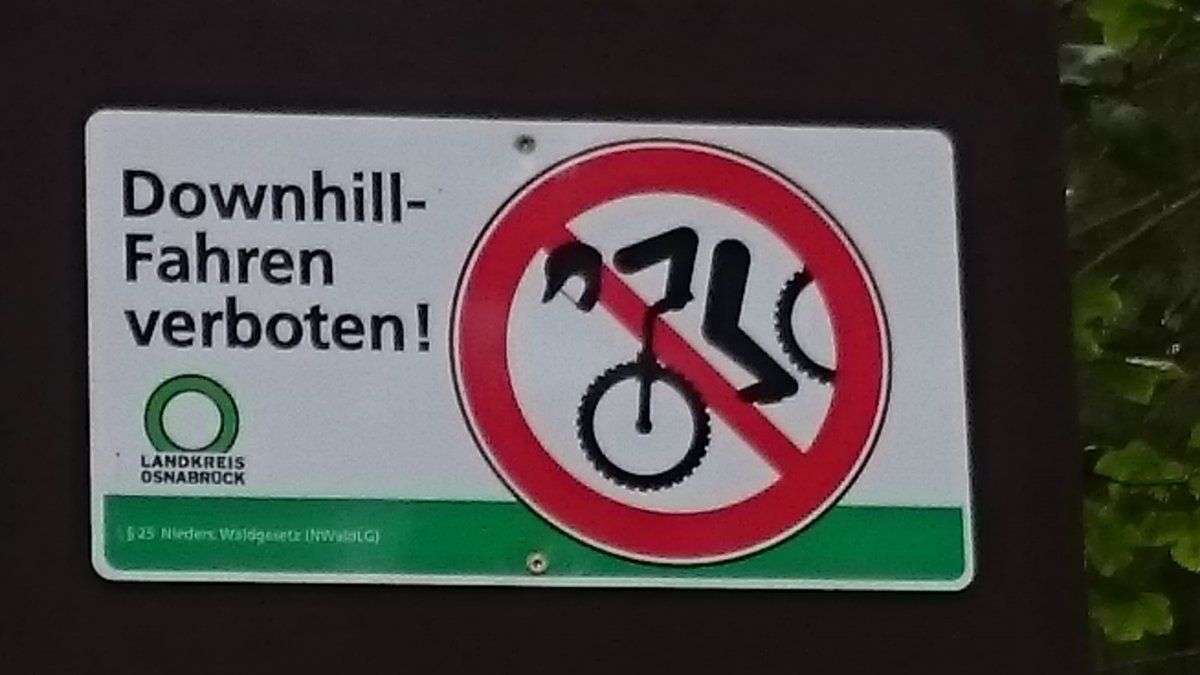 Downhill-
Fahren
verboten!
LANDKREIS
OSNABRÜCK
§ 25 Nieders. Waldgesetz (NWaldLG)